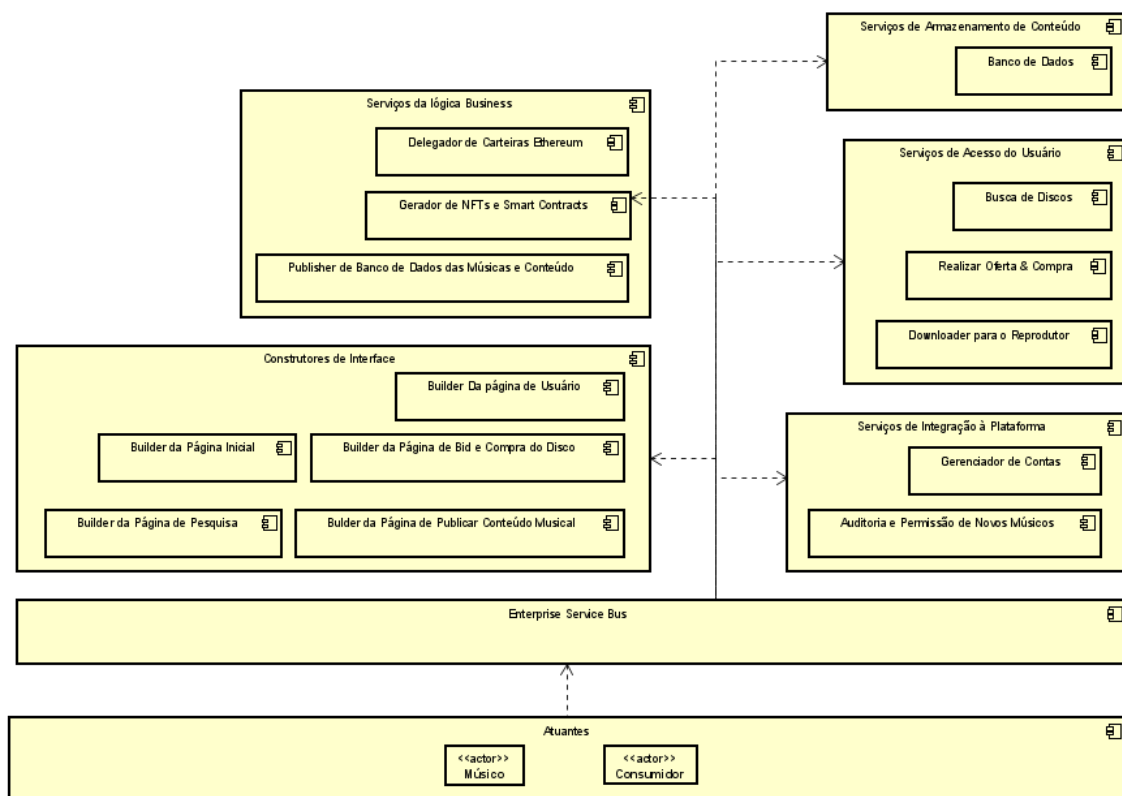 Serviços de Armazenamento de Conteúdo
Banco de Dados
Serviços da lógica Business
Delegador de Carteiras Ethereum
Gerador de NFTs e Smart Contracts
Publisher de Banco de Dados das Músicas e Conteúdo
Serviços de Acesso do Usuário
Busca de Discos
Realizar Oferta & Compra
Downloader para o Reprodutor
Construtores de Interface
Builder Da página de Usuário
Builder da Página Inicial
Builder da Página de Bid e Compra do Disco
Builder da Página de Pesquisa
Bulder da Página de Publicar Conteúdo Musical
Serviços de Integração à Plataforma
Gerenciador de Contas
Auditoria e Permissão de Novos Músicos
Enterprise Service Bus
Atuantes
<<actor>>
Músico
<<actor>>
Consumidor